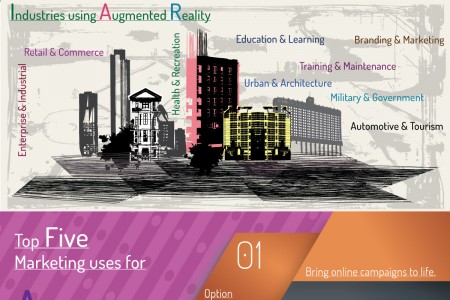 Industries using Augmented Reality
Retail & Commerce
Enterprise & Industrial
Health & Recreation
Education & Learning
Branding & Marketing
Training & Maintenance
Urban & Architecture
Military & Government
Automotive & Tourism
Top Five
Marketing uses for
A
01
Option
Bring online campaigns to life.